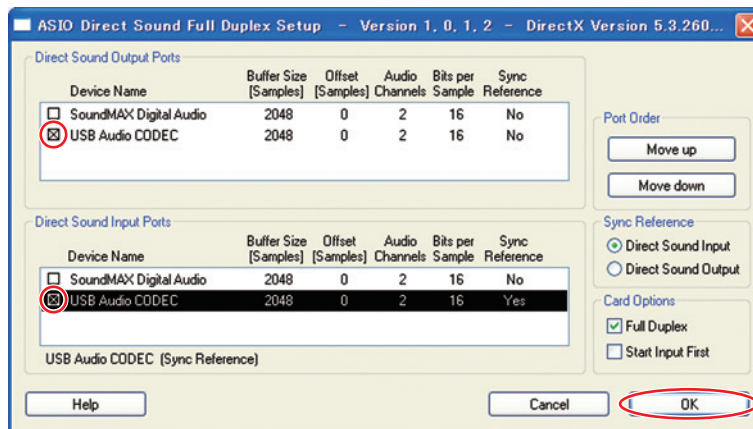 ASIO Direct Sound Full Duplex Setup – Version 1, 0, 1, 2 – DirectX Version 5.3.260...
Direct Sound Output Ports
Device Name Buffer Size [Samples] Offset [Samples] Audio Channels Bits per Sample Sync Reference
SoundMAX Digital Audio 2048 0 2 16 No
USB Audio CODEC 2048 0 2 16 No
Port Order
Move up
Move down
Direct Sound Input Ports
Device Name Buffer Size [Samples] Offset [Samples] Audio Channels Bits per Sample Sync Reference
SoundMAX Digital Audio 2048 0 2 16 No
USB Audio CODEC 2048 0 2 16 Yes
USB Audio CODEC (Sync Reference)
Sync Reference
Direct Sound Input
Direct Sound Output
Card Options
Full Duplex
Start Input First
Help
Cancel
OK